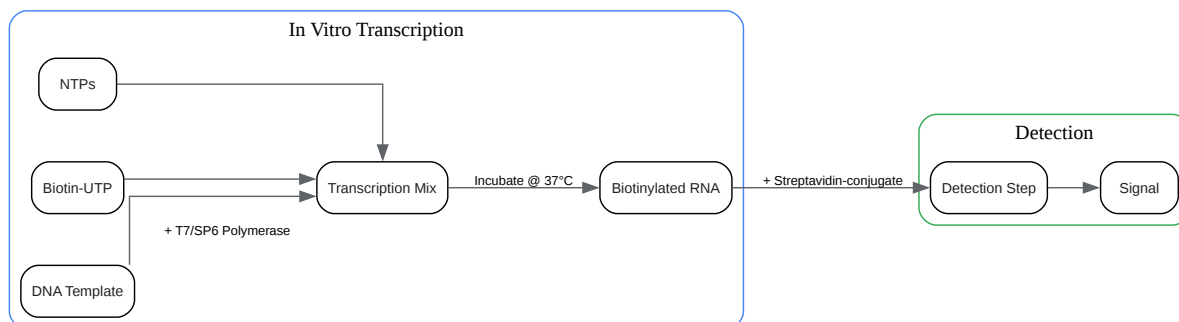 In Vitro Transcription
NTPs
Detection
Biotin-UTP
Transcription Mix
Incubate @ 37°C
Biotinylated RNA
+ Streptavidin-conjugate
Detection Step
Signal
+ T7/SP6 Polymerase
DNA Template